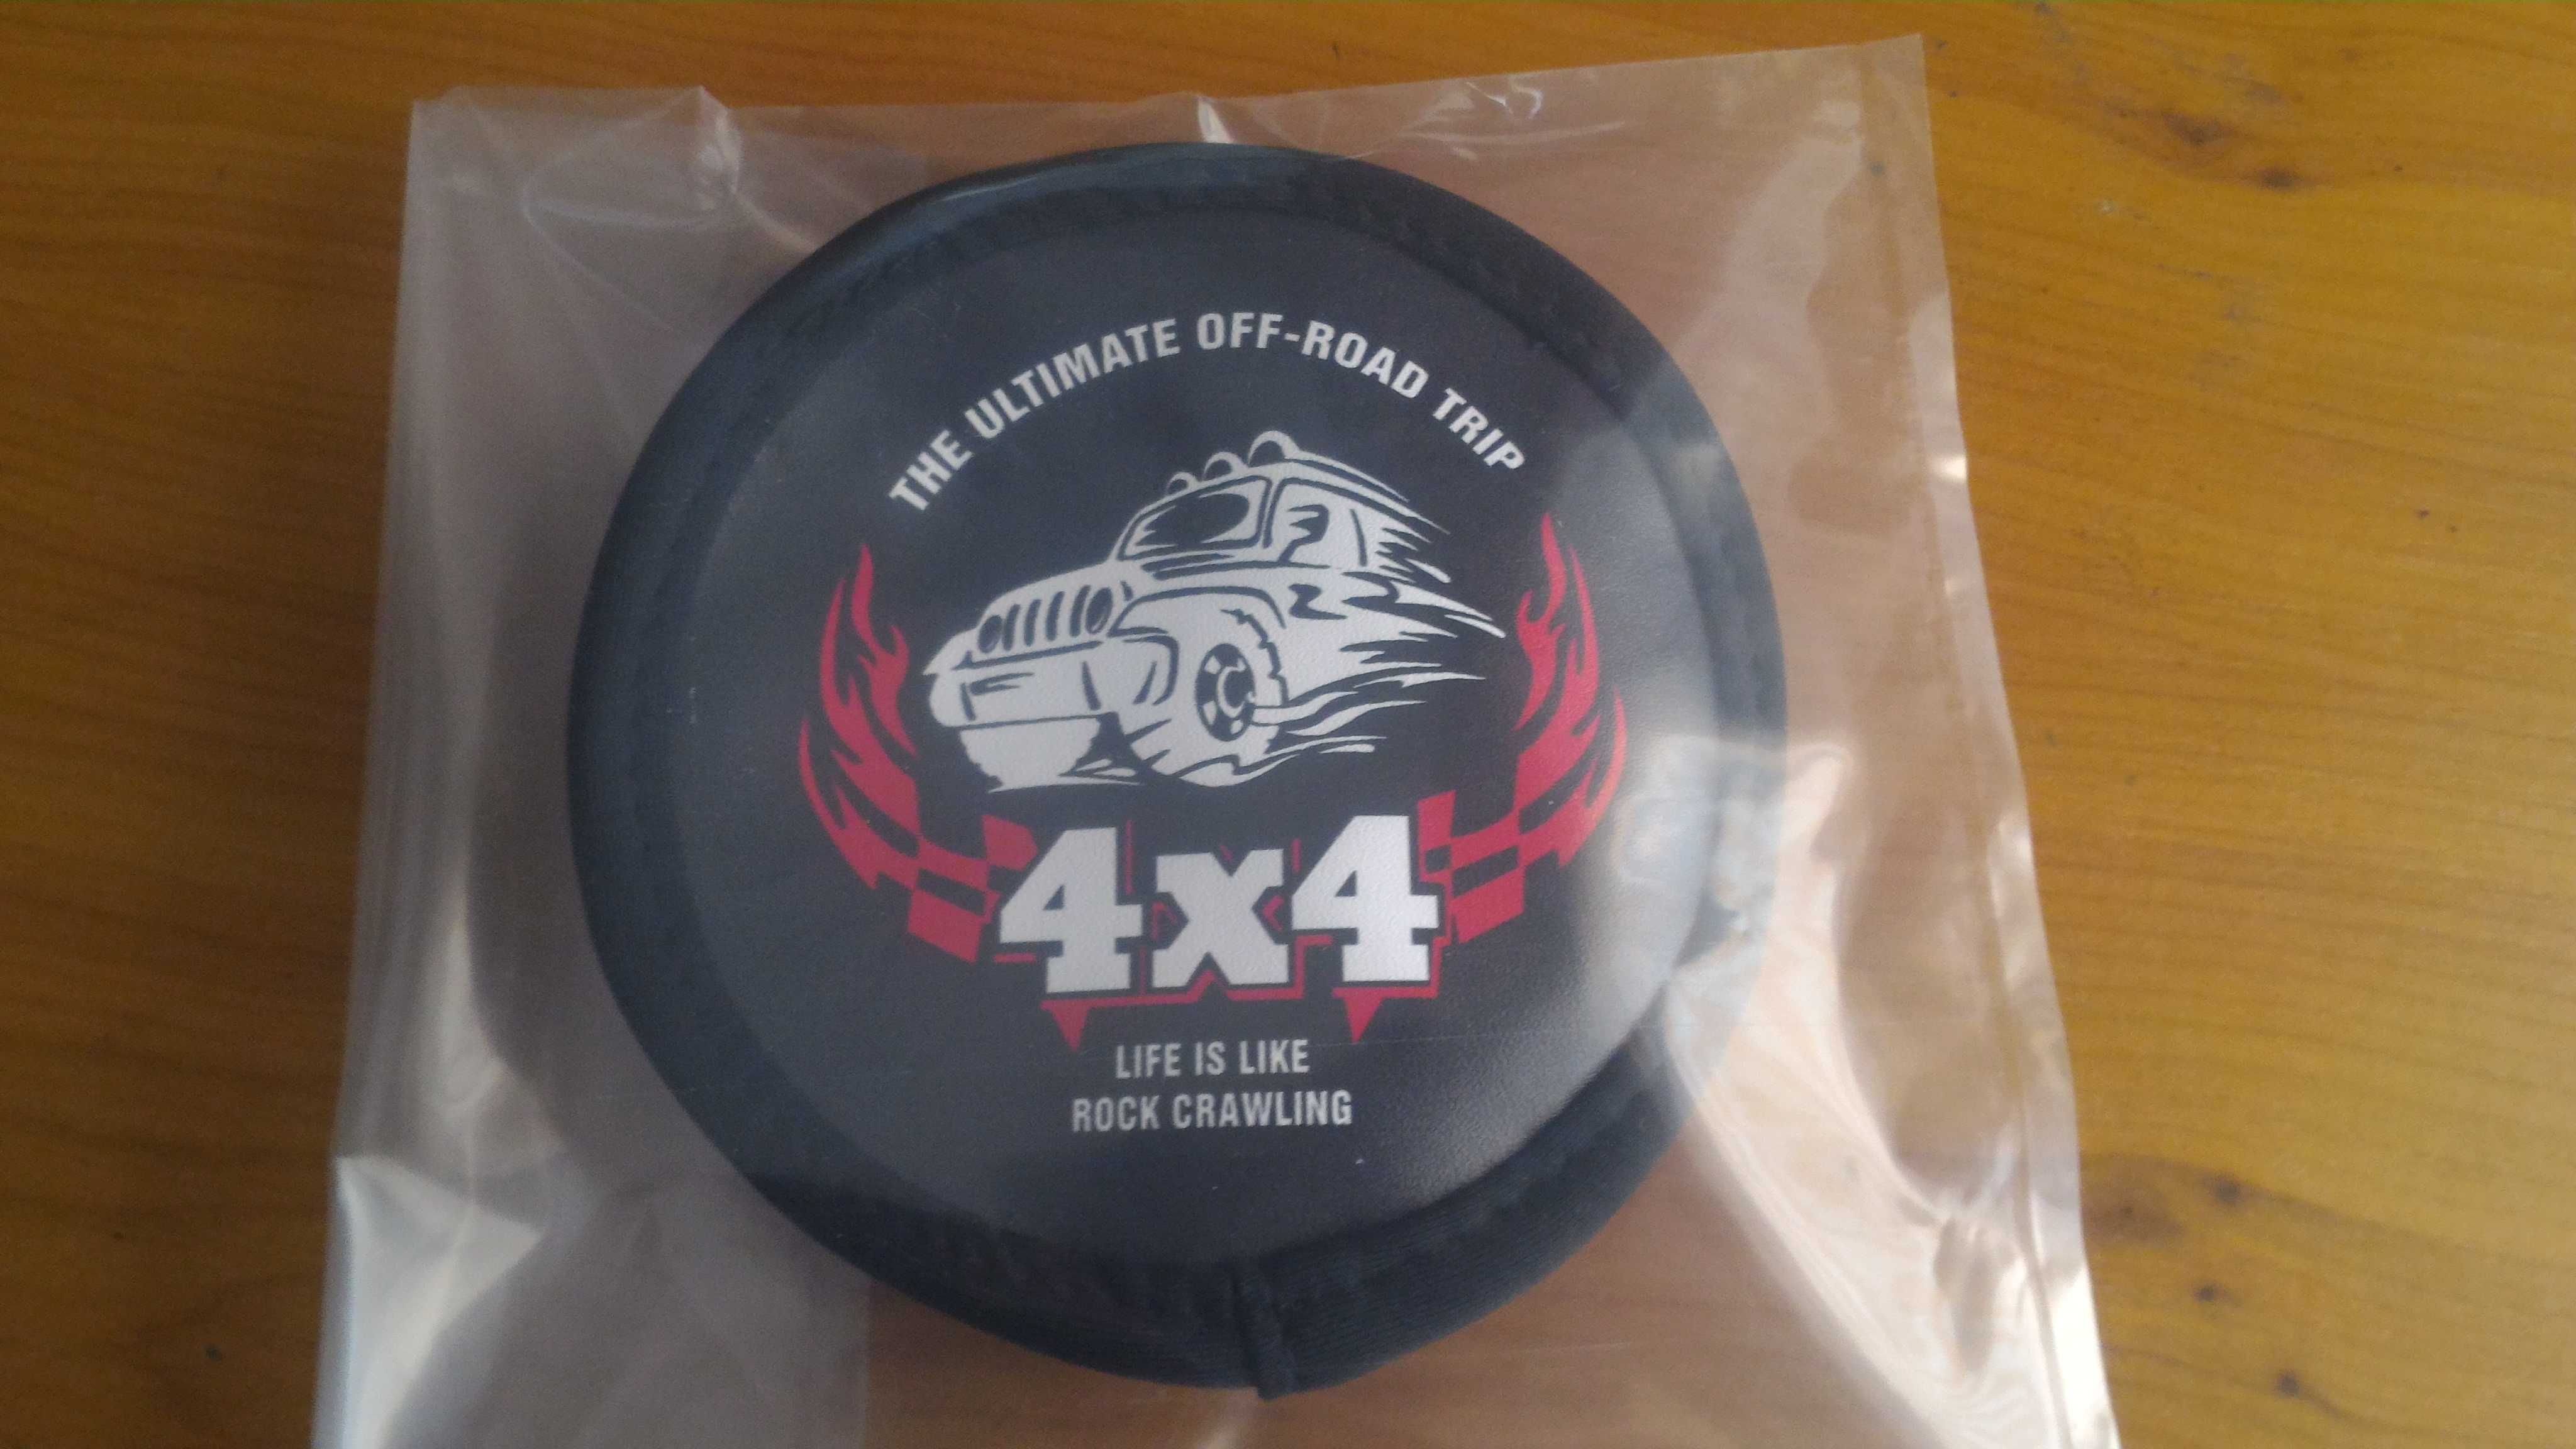 THE ULTIMATE OFF-ROAD TRIP
4x4
LIFE IS LIKE
ROCK CRAWLING